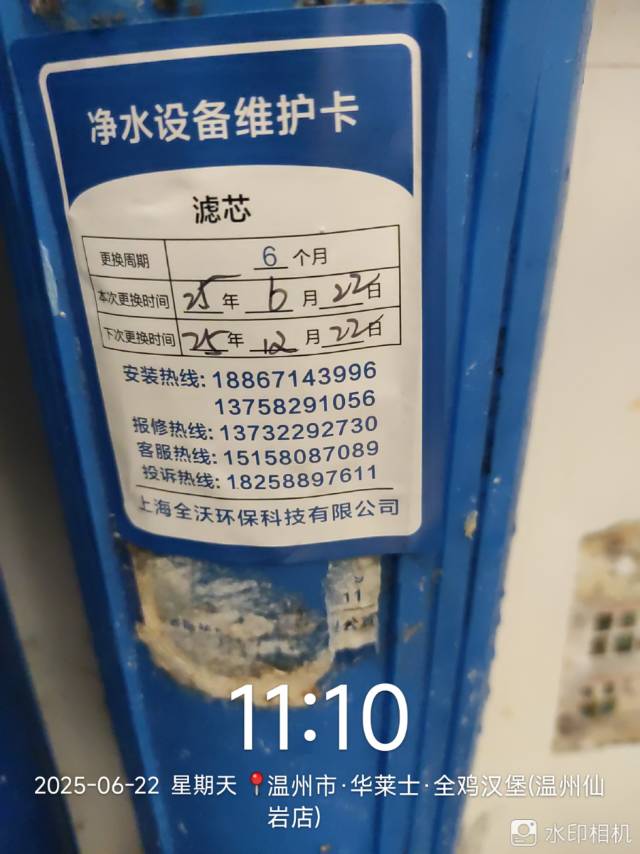 净水设备维护卡
滤芯
更换周期 6 个月
本次更换时间 25 年 6 月 22 日
下次更换时间 25 年 12 月 22 日
安装热线: 18867143996
13758291056
报修热线: 13732292730
客服热线: 15158087089
投诉热线: 18258897611
上海全沃环保科技有限公司
11
11:10
2025-06-22 星期天 📍温州市·华莱士·全鸡汉堡(温州仙
岩店)
水印相机